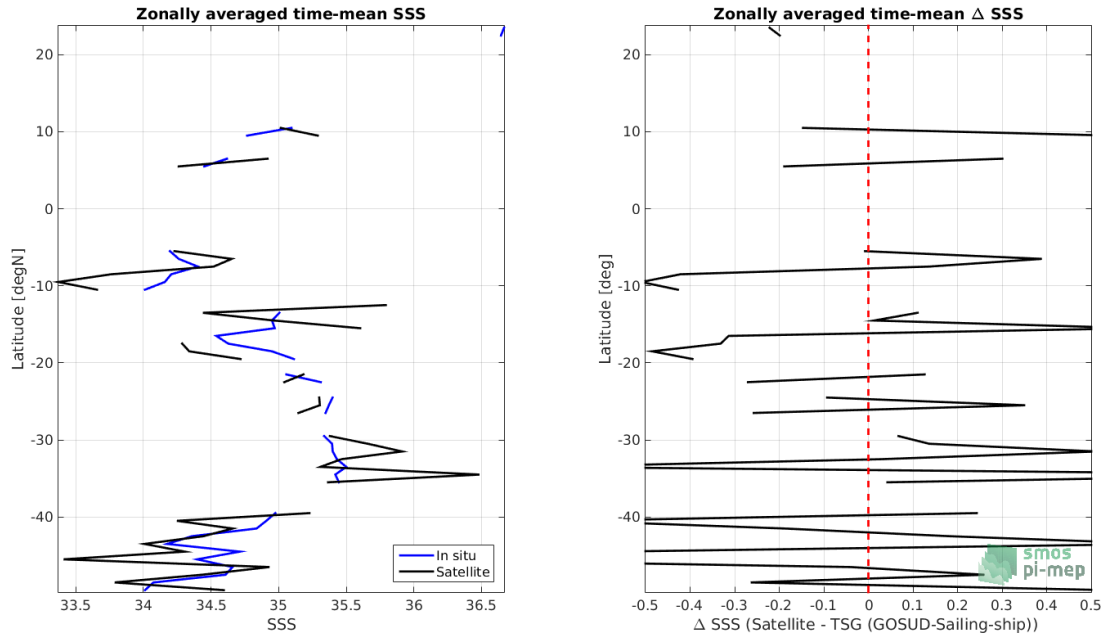 Zonally averaged time-mean SSS
20
10
0
-10
-20
-30
-40
Latitude [degN]
33.5 34 34.5 35 35.5 36 36.5
SSS
In situ
Satellite
Zonally averaged time-mean Δ SSS
20
10
0
-10
-20
-30
-40
Latitude [deg]
-0.5 -0.4 -0.3 -0.2 -0.1 0 0.1 0.2 0.3 0.4 0.5
Δ SSS (Satellite - TSG (GOSUD-Sailing-ship))
smos
pi-mep